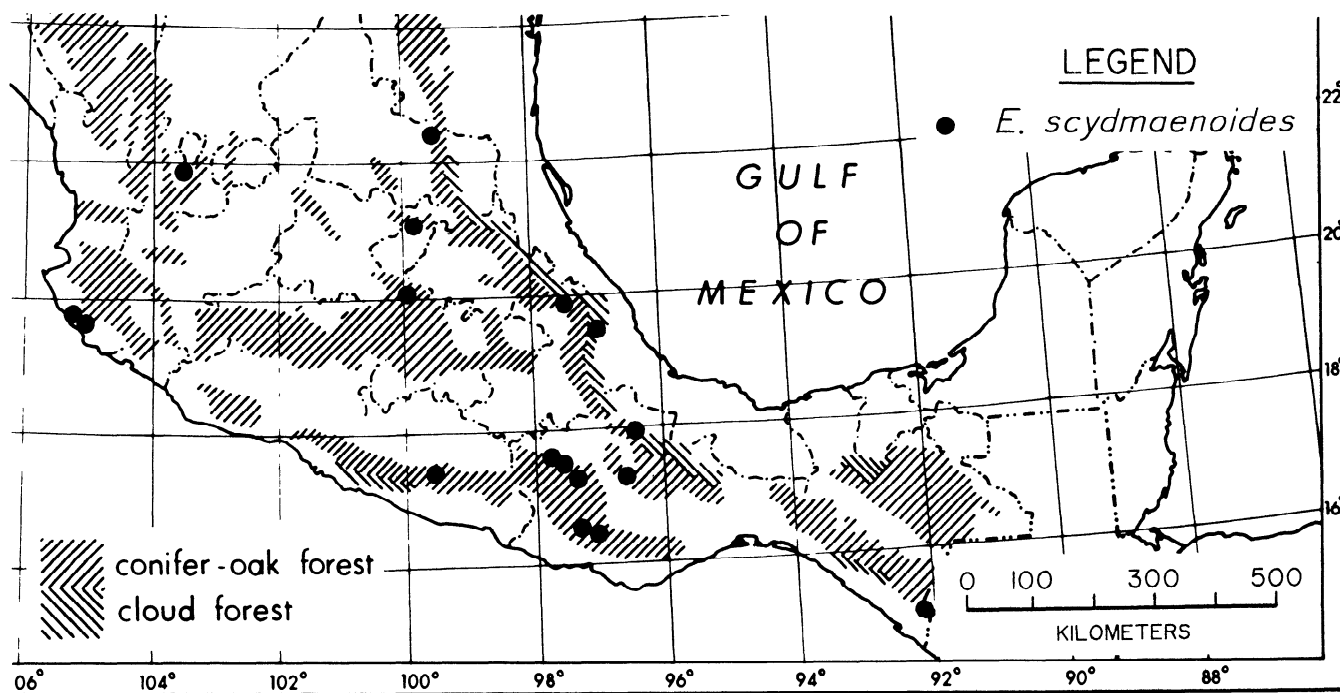 LEGEND
E. scydmaenoides
GULF
OF
MEXICO
22°
20°
18°
16°
conifer-oak forest
cloud forest
0 100 300 500
KILOMETERS
06° 104° 102° 100° 98° 96° 94° 92° 90° 88°